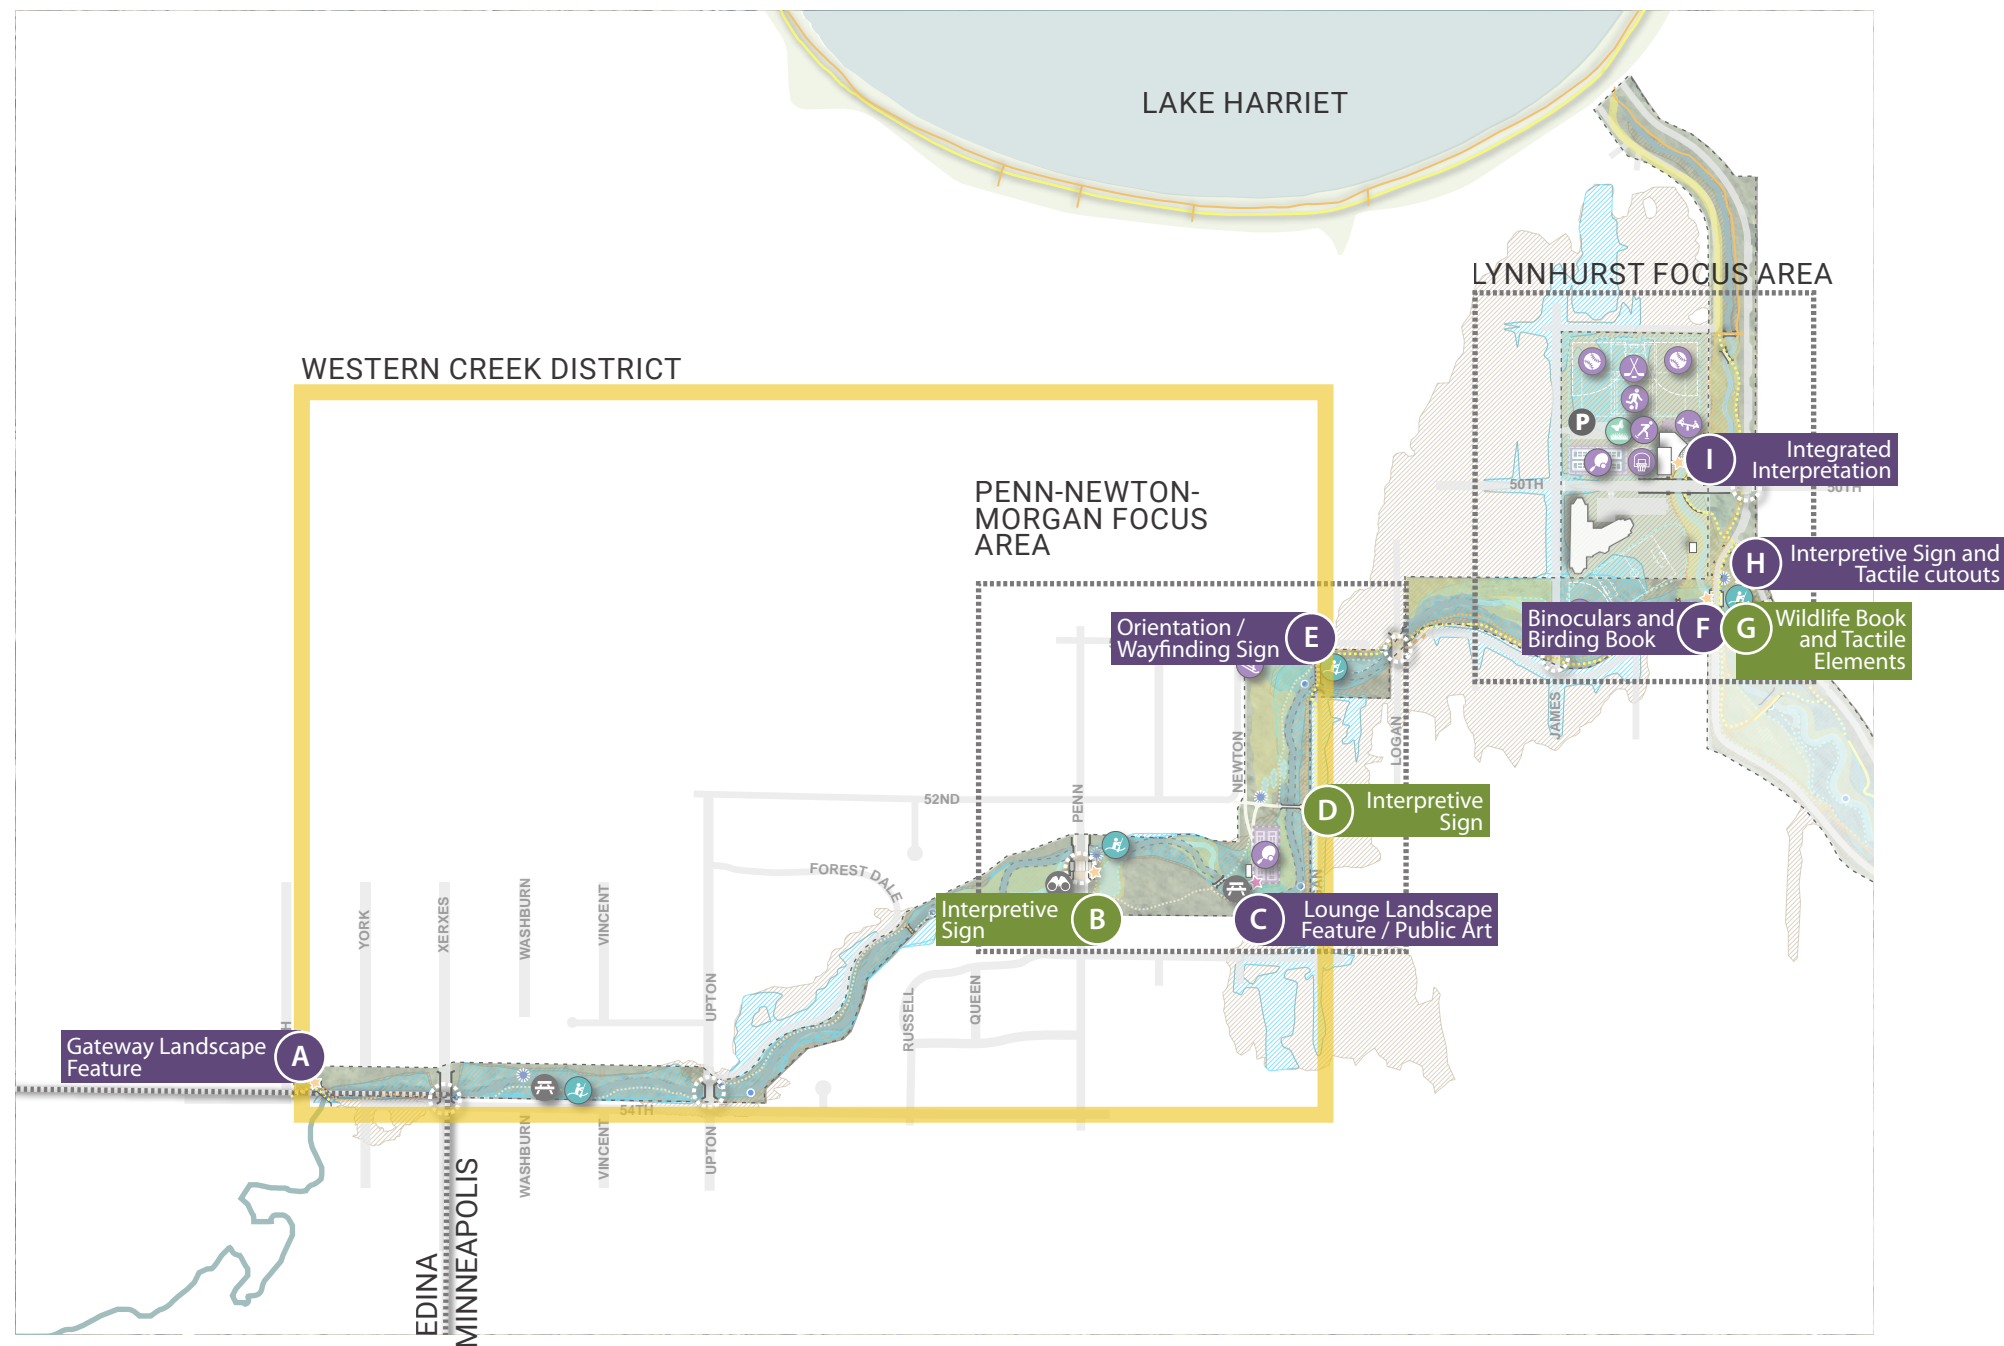 LAKE HARRIET
LYNNHURST FOCUS AREA
WESTERN CREEK DISTRICT
P
I
Integrated
Interpretation
50TH
50TH
PENN-NEWTON-
MORGAN FOCUS
AREA
H
Interpretive Sign and
Tactile cutouts
Binoculars and
Birding Book
F
G
Wildlife Book
and Tactile
Elements
Orientation /
Wayfinding Sign
E
JAMES
LOGAN
NEWTON
PENN
52ND
D
Interpretive
Sign
FOREST DALE
Interpretive
Sign
B
C
Lounge Landscape
Feature / Public Art
YORK
XERXES
WASHBURN
VINCENT
UPTON
RUSSELL
QUEEN
Gateway Landscape
Feature
A
54TH
WASHBURN
VINCENT
UPTON
EDINA
MINNEAPOLIS